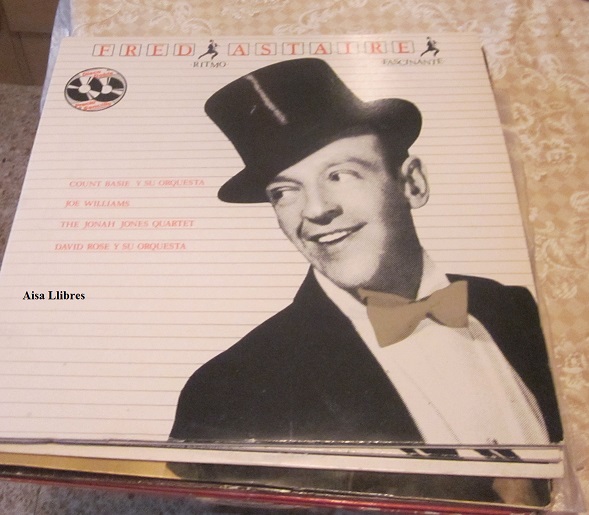 FRED ASTAIRE
RITMO FASCINANTE
COUNT BASIE Y SU ORQUESTA
JOE WILLIAMS
THE JONAH JONES QUARTET
DAVID ROSE Y SU ORQUESTA
Aisa Llibres